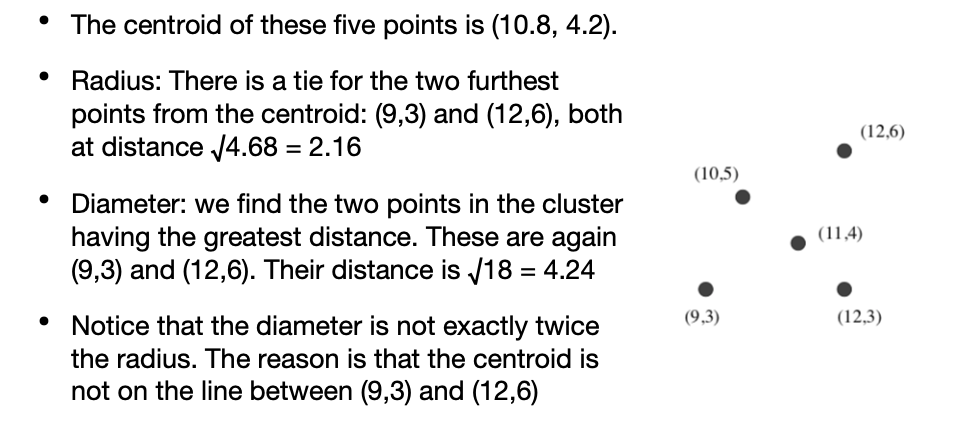 • The centroid of these five points is (10.8, 4.2).
• Radius: There is a tie for the two furthest
points from the centroid: (9,3) and (12,6), both
at distance √4.68 = 2.16
• Diameter: we find the two points in the cluster
having the greatest distance. These are again
(9,3) and (12,6). Their distance is √18 = 4.24
• Notice that the diameter is not exactly twice
the radius. The reason is that the centroid is
not on the line between (9,3) and (12,6)
(12,6)
(10,5)
(11,4)
(9,3)
(12,3)